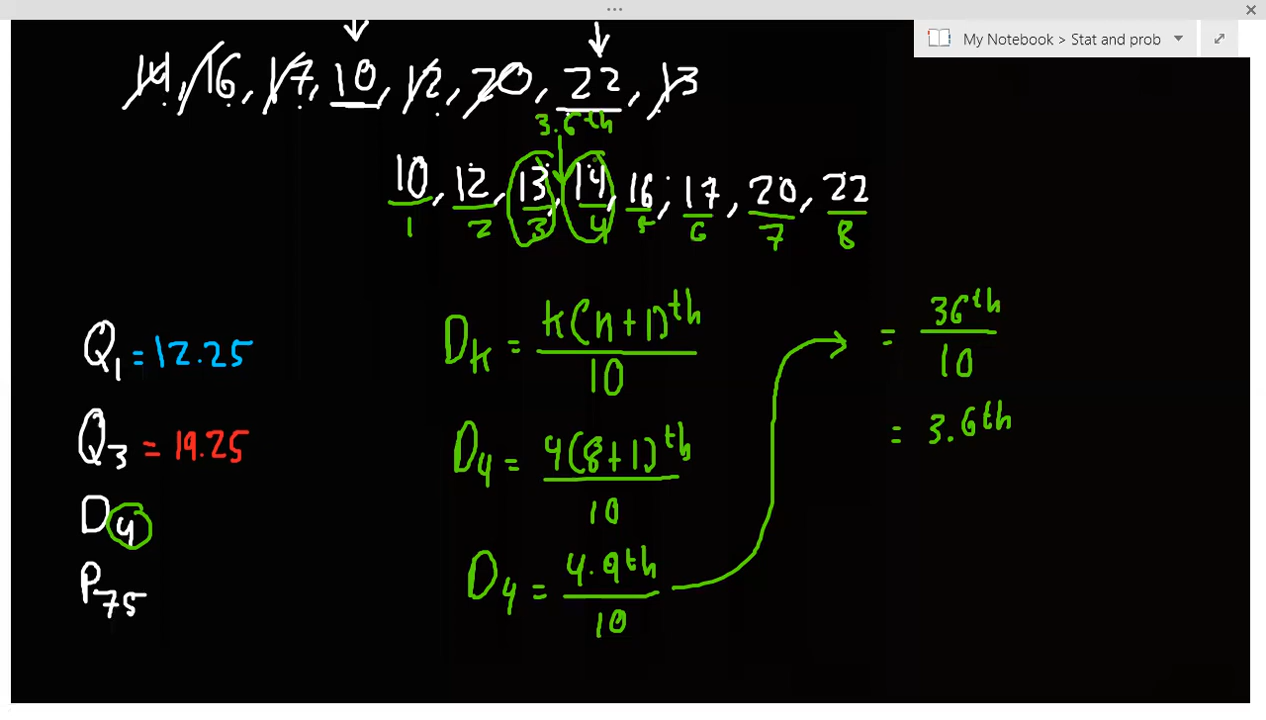 My Notebook > Stat and prob
14, 16, 17, 10, 12, 20, 22, 13
3.6th
10, 12, 13, 14, 16, 17, 20, 22
1 2 3 4 5 6 7 8
Q1 = 12.25
Q3 = 19.25
D4
P75
Dk = k(n+1)th / 10
D4 = 4(8+1)th / 10
D4 = 4.9th / 10
= 36th / 10
= 3.6th